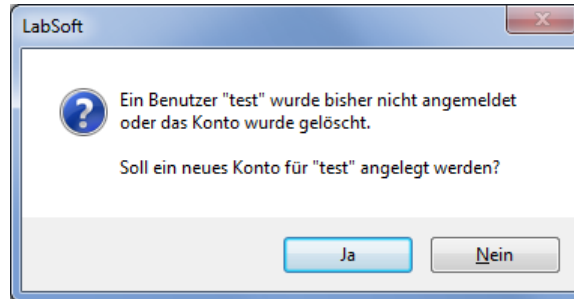 LabSoft
Ein Benutzer "test" wurde bisher nicht angemeldet
oder das Konto wurde gelöscht.
Soll ein neues Konto für "test" angelegt werden?
Ja
Nein